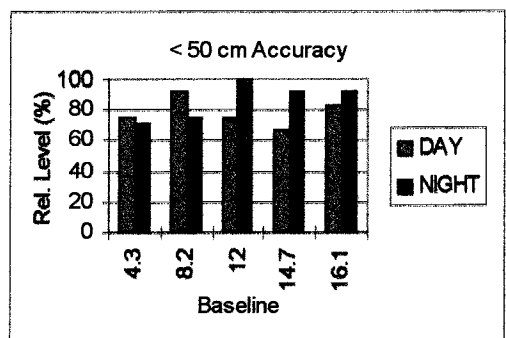 < 50 cm Accuracy
Rel. Level (%)
100
80
60
40
20
0
4.3
8.2
12
14.7
16.1
Baseline
DAY
NIGHT